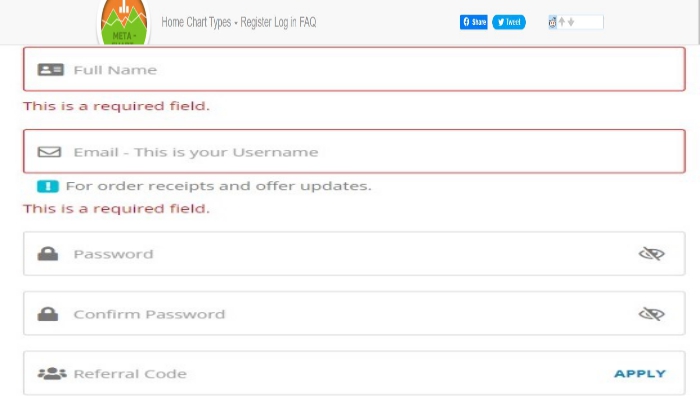 META -
Home Chart Types Register Log in FAQ
Share
Tweet
Full Name
This is a required field.
Email - This is your Username
! For order receipts and offer updates.
This is a required field.
Password
Confirm Password
Referral Code
APPLY